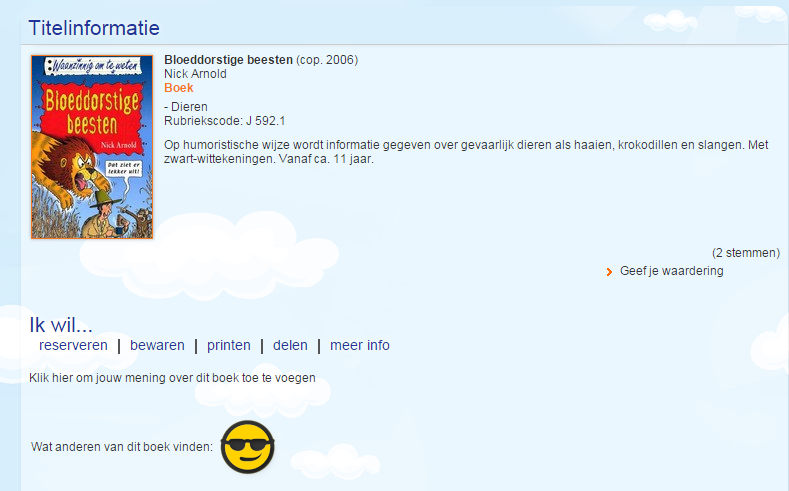 Titelinformatie
Waanzinnig om te weten
Bloeddorstige
beesten
Nick Arnold
Dat ziet er
lekker uit!
Bloeddorstige beesten (cop. 2006)
Nick Arnold
Boek
- Dieren
Rubriekscode: J 592.1
Op humoristische wijze wordt informatie gegeven over gevaarlijk dieren als haaien, krokodillen en slangen. Met
zwart-wittekeningen. Vanaf ca. 11 jaar.
(2 stemmen)
Geef je waardering
Ik wil...
reserveren | bewaren | printen | delen | meer info
Klik hier om jouw mening over dit boek toe te voegen
Wat anderen van dit boek vinden: